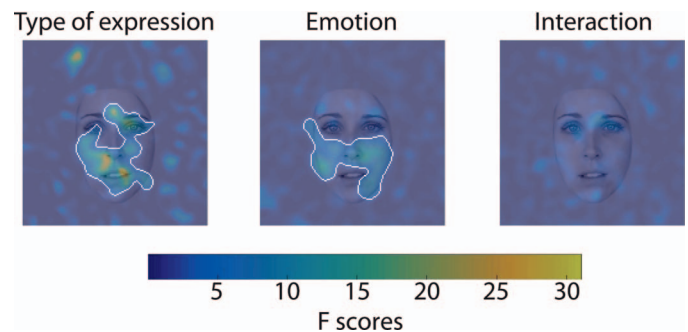 Type of expression
Emotion
Interaction
5
10
15
20
25
30
F scores